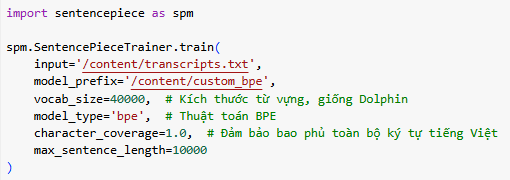 import sentencepiece as spm
spm.SentencePieceTrainer.train(
input='/content/transcripts.txt',
model_prefix='/content/custom_bpe',
vocab_size=40000,  # Kích thước từ vựng, giống Dolphin
model_type='bpe',  # Thuật toán BPE
character_coverage=1.0,  # Đảm bảo bao phủ toàn bộ ký tự tiếng Việt
max_sentence_length=10000
)